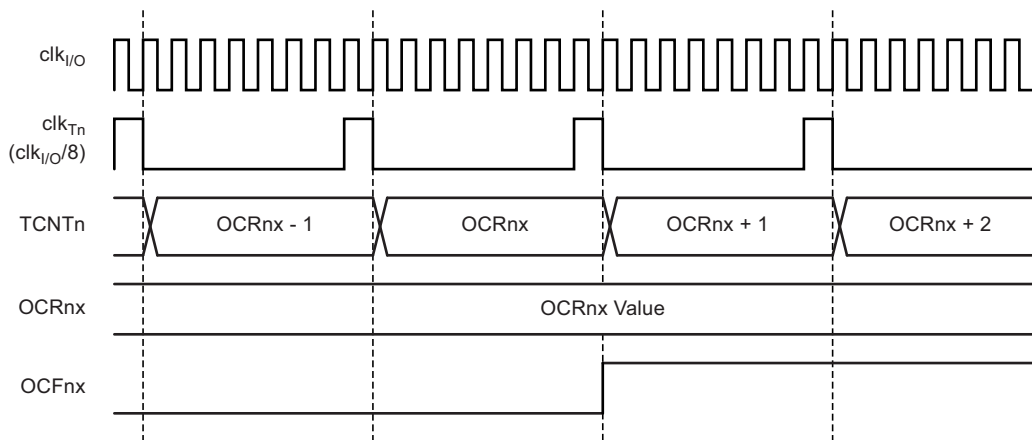 clkI/O
clkTn
(clkI/O/8)
TCNTn
OCRnx - 1
OCRnx
OCRnx + 1
OCRnx + 2
OCRnx
OCRnx Value
OCFnx